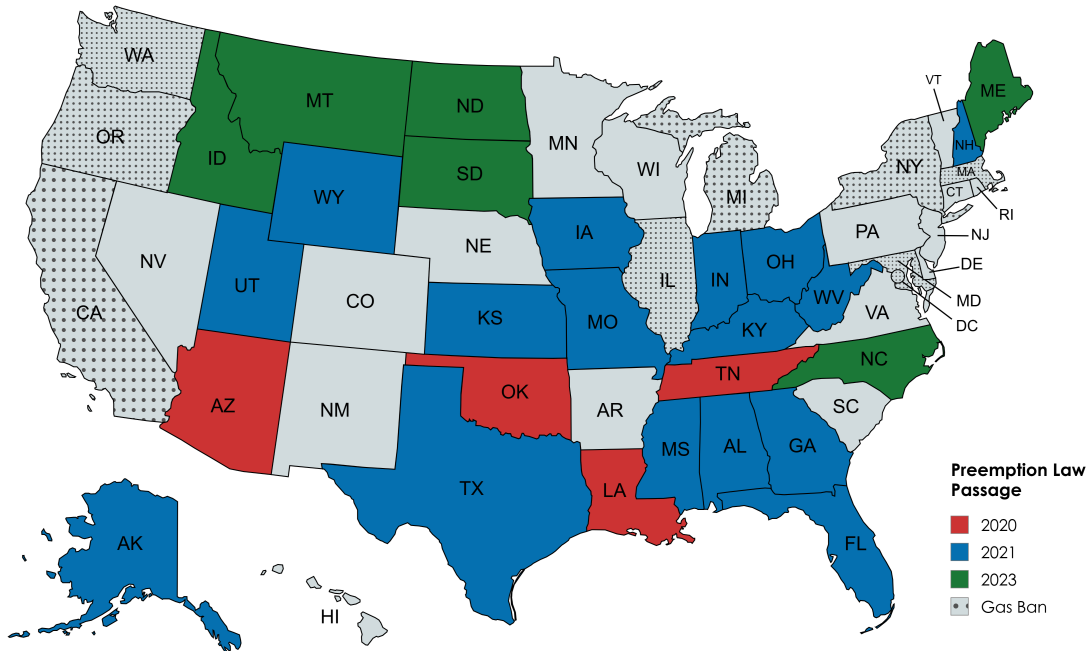 WA
MT
ND
ME
VT
OR
MN
NH
ID
SD
WI
NY
MA
MI
CT
WY
RI
IA
PA
NJ
NE
OH
DE
NV
IL
IN
UT
CO
WV
MD
CA
KS
MO
VA
DC
KY
NC
TN
AZ
OK
NM
AR
SC
MS
AL
GA
TX
LA
Preemption Law
Passage
2020
AK
FL
2021
2023
HI
Gas Ban